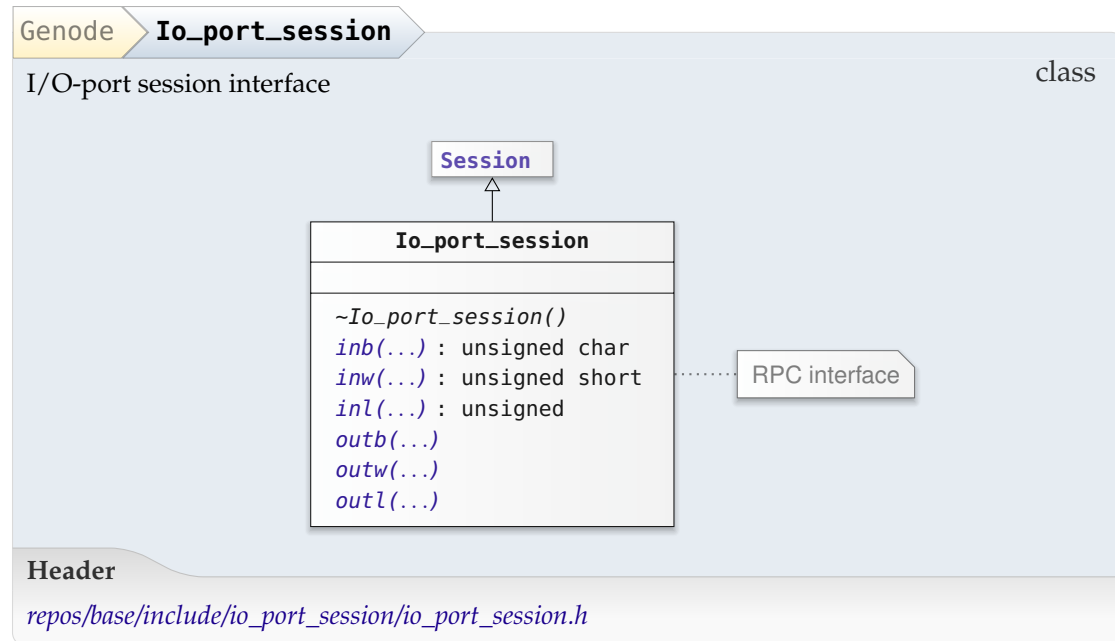 Genode Io_port_session
I/O-port session interface
class
Session
Io_port_session
~Io_port_session()
inb(...) : unsigned char
inw(...) : unsigned short
inl(...) : unsigned
outb(...)
outw(...)
outl(...)
RPC interface
Header
repos/base/include/io_port_session/io_port_session.h